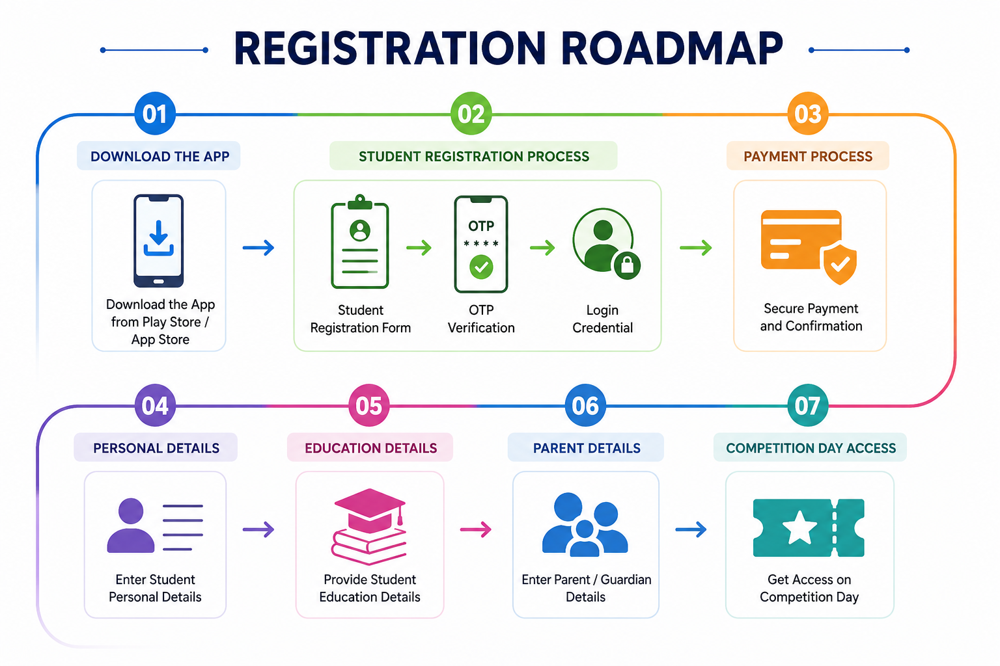 REGISTRATION ROADMAP
01
02
03
DOWNLOAD THE APP
STUDENT REGISTRATION PROCESS
PAYMENT PROCESS
Download the App
from Play Store /
App Store
Student
Registration Form
OTP
* * * *
OTP
Verification
Login
Credential
Secure Payment
and Confirmation
04
05
06
07
PERSONAL DETAILS
EDUCATION DETAILS
PARENT DETAILS
COMPETITION DAY ACCESS
Enter Student
Personal Details
Provide Student
Education Details
Enter Parent / Guardian
Details
Get Access on
Competition Day